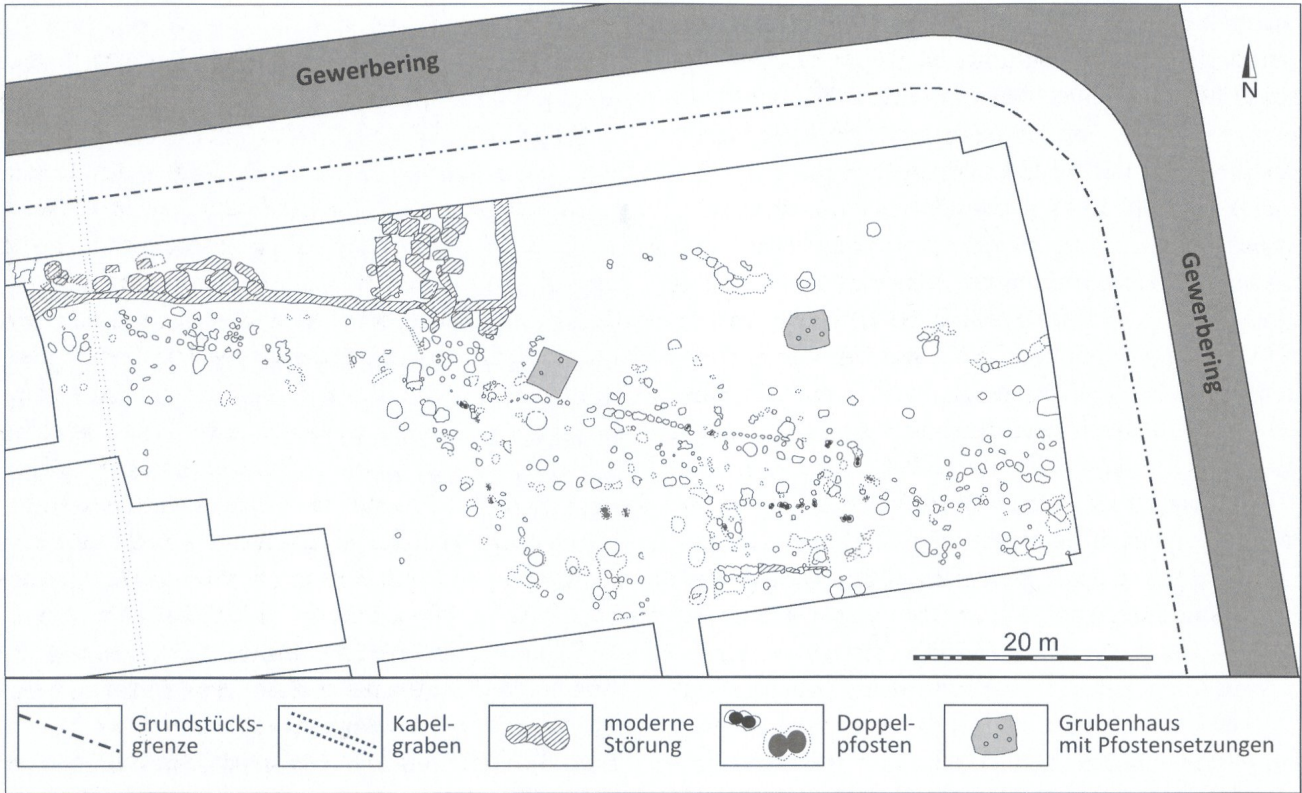 Gewerbering
N
Gewerbering
20 m
Grundstücks-
grenze
Kabel-
graben
moderne
Störung
Doppel-
pfosten
Grubenhaus
mit Pfostensetzungen